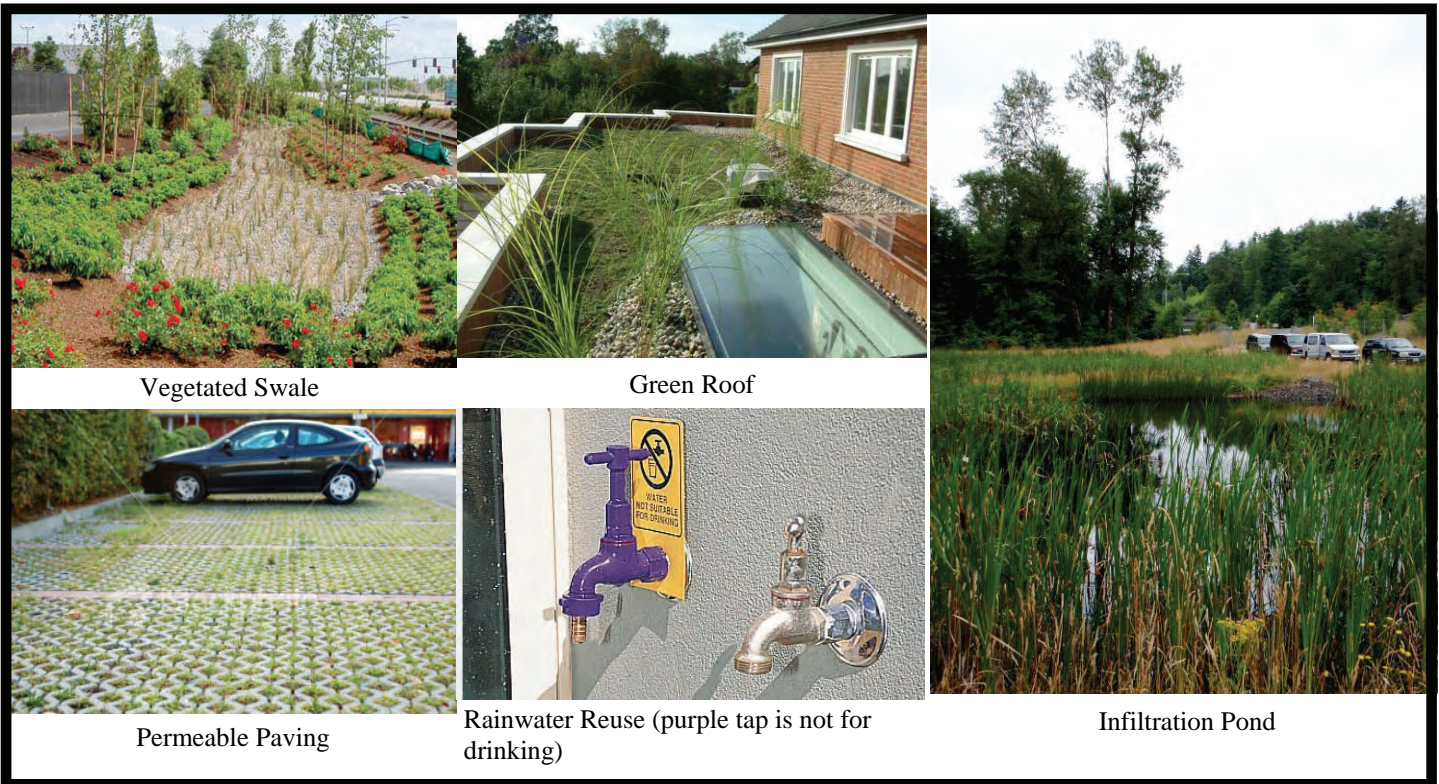 Vegetated Swale
Green Roof
WATER
NOT SUITABLE
FOR DRINKING
Permeable Paving
Rainwater Reuse (purple tap is not for
drinking)
Infiltration Pond